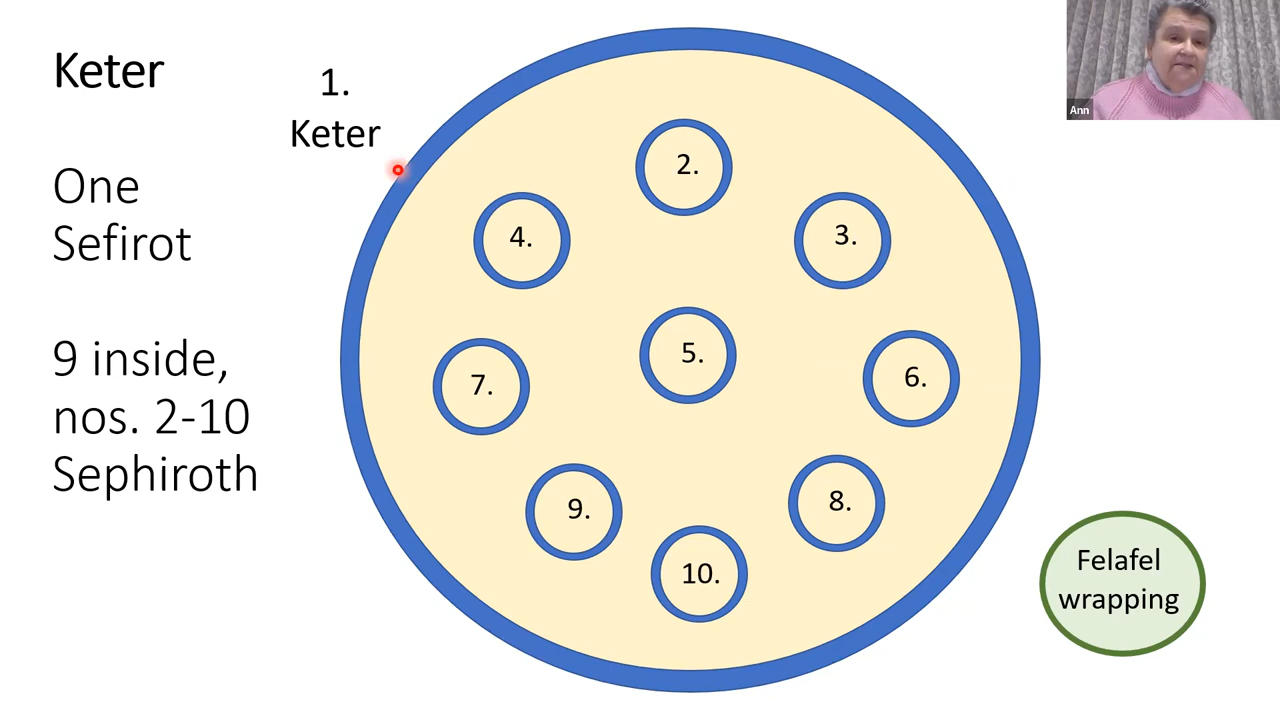 Keter
One
Sefirot
9 inside,
nos. 2-10
Sephiroth
1.
Keter
2.
4.
3.
5.
7.
6.
9.
8.
10.
Felafel
wrapping
Ann